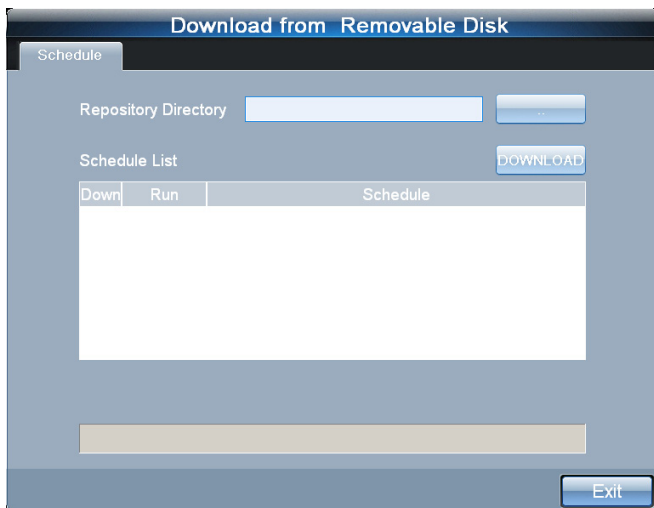 Download from Removable Disk
Schedule
Repository Directory ..
Schedule List DOWNLOAD
Down Run Schedule
Exit